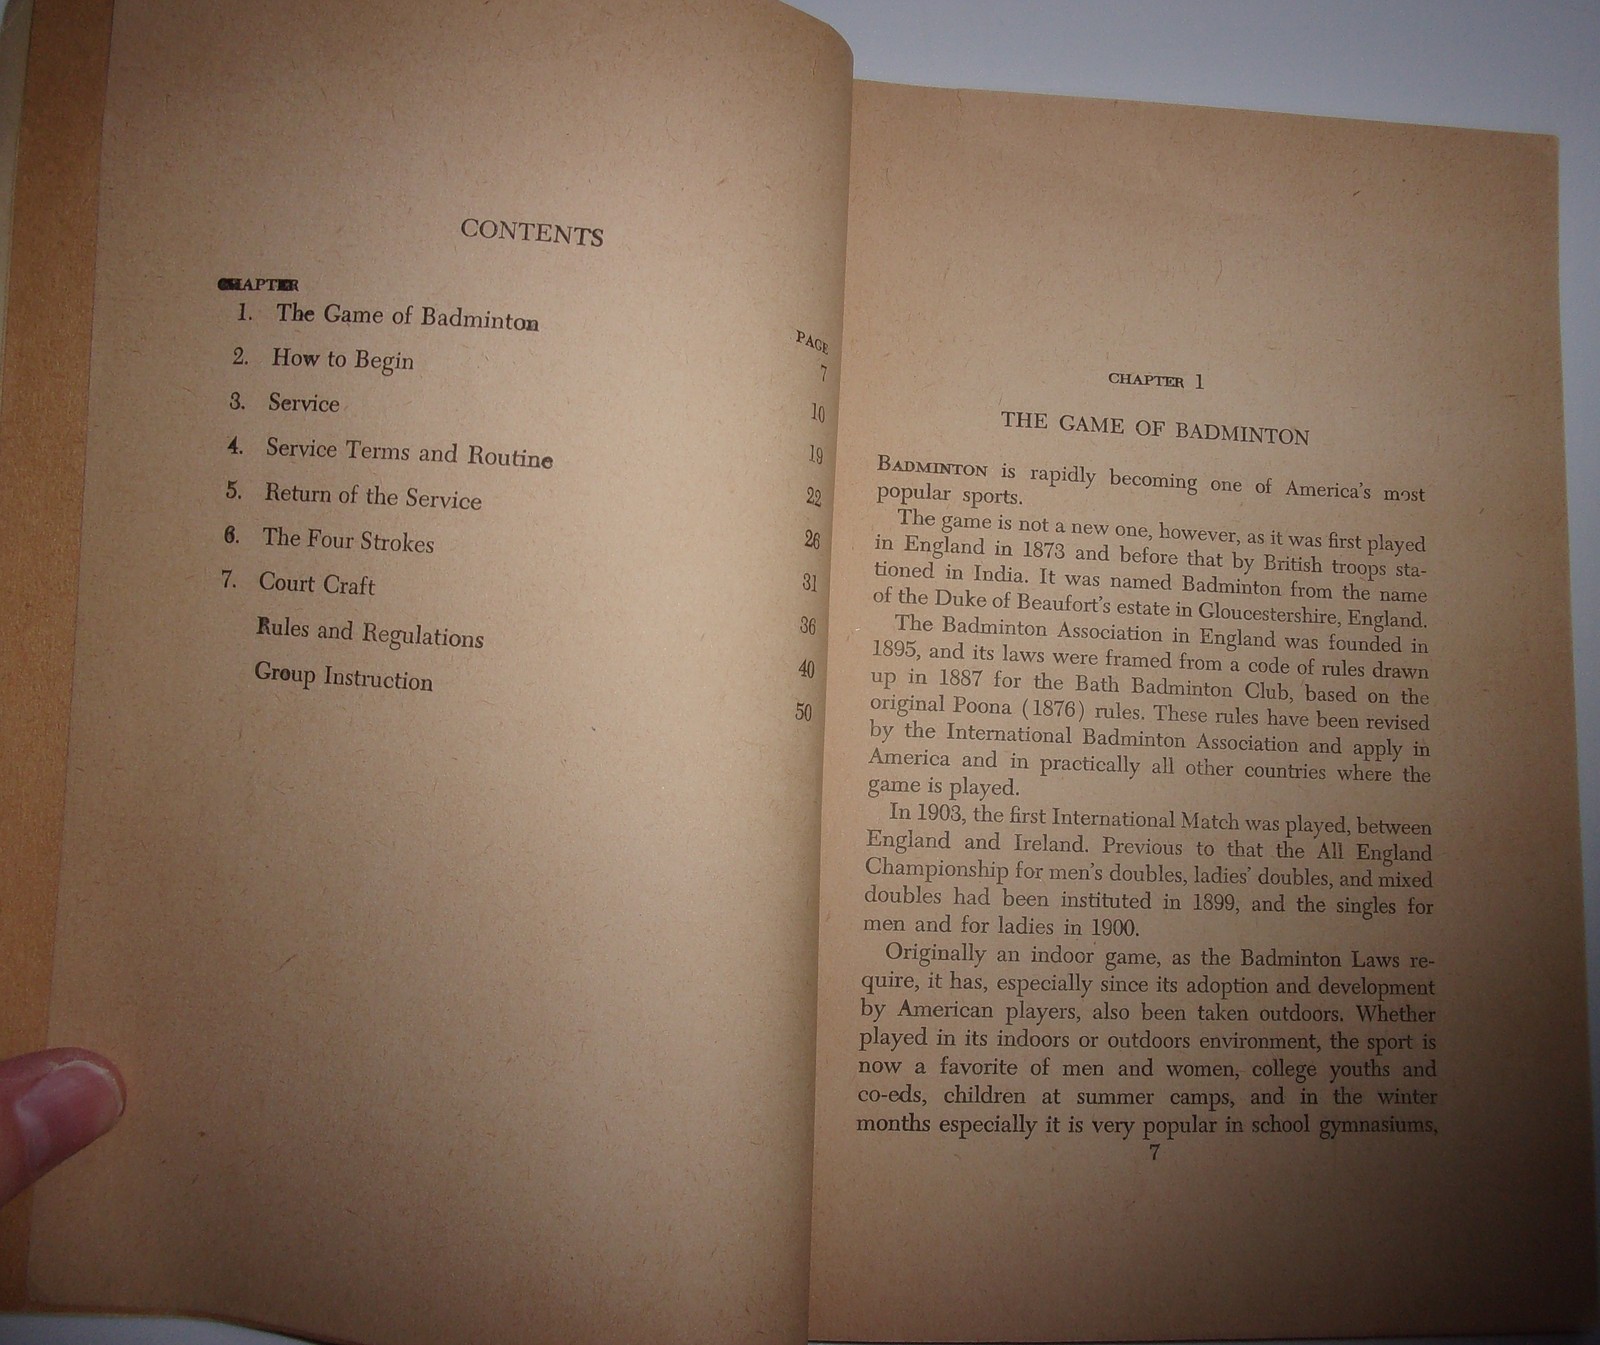 CONTENTS
CHAPTER
PAGE
1. The Game of Badminton 7
2. How to Begin 10
3. Service 19
4. Service Terms and Routine 22
5. Return of the Service 26
6. The Four Strokes 31
7. Court Craft 36
Rules and Regulations 40
Group Instruction 50
CHAPTER 1
THE GAME OF BADMINTON
BADMINTON is rapidly becoming one of America's most
popular sports.
The game is not a new one, however, as it was first played
in England in 1873 and before that by British troops sta-
tioned in India. It was named Badminton from the name
of the Duke of Beaufort's estate in Gloucestershire, England.
The Badminton Association in England was founded in
1895, and its laws were framed from a code of rules drawn
up in 1887 for the Bath Badminton Club, based on the
original Poona (1876) rules. These rules have been revised
by the International Badminton Association and apply in
America and in practically all other countries where the
game is played.
In 1903, the first International Match was played, between
England and Ireland. Previous to that the All England
Championship for men's doubles, ladies' doubles, and mixed
doubles had been instituted in 1899, and the singles for
men and for ladies in 1900.
Originally an indoor game, as the Badminton Laws re-
quire, it has, especially since its adoption and development
by American players, also been taken outdoors. Whether
played in its indoors or outdoors environment, the sport is
now a favorite of men and women, college youths and
co-eds, children at summer camps, and in the winter
months especially it is very popular in school gymnasiums,
7